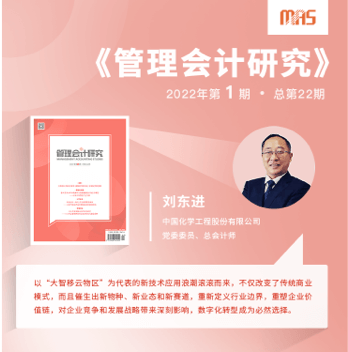 MAS
《管理会计研究》
2022年第1期 • 总第22期
管理会计研究
刘东进
中国化学工程股份有限公司
党委委员、总会计师
以“大智移云物区”为代表的新技术应用浪潮滚滚而来，不仅改变了传统商业
模式，而且催生出新物种、新业态和新赛道，重新定义行业边界，重塑企业价
值链，对企业竞争和发展战略带来深刻影响，数字化转型成为必然选择。